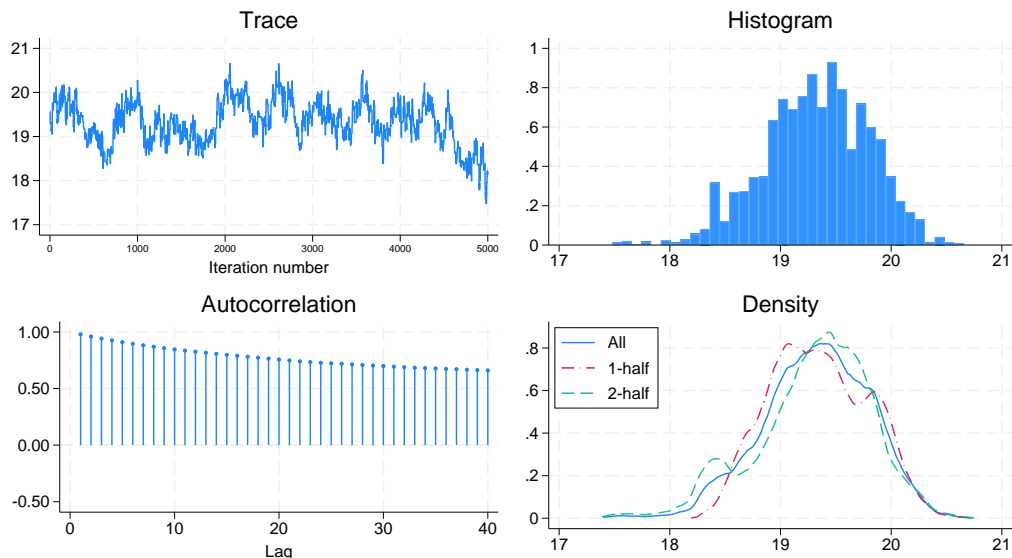 Trace
21
20
19
18
17
0 1000 2000 3000 4000 5000
Iteration number
Histogram
1
.8
.6
.4
.2
0
17 18 19 20 21
Autocorrelation
1.00
0.50
0.00
-0.50
0 10 20 30 40
Lag
Density
All
1-half
2-half
.8
.6
.4
.2
0
17 18 19 20 21